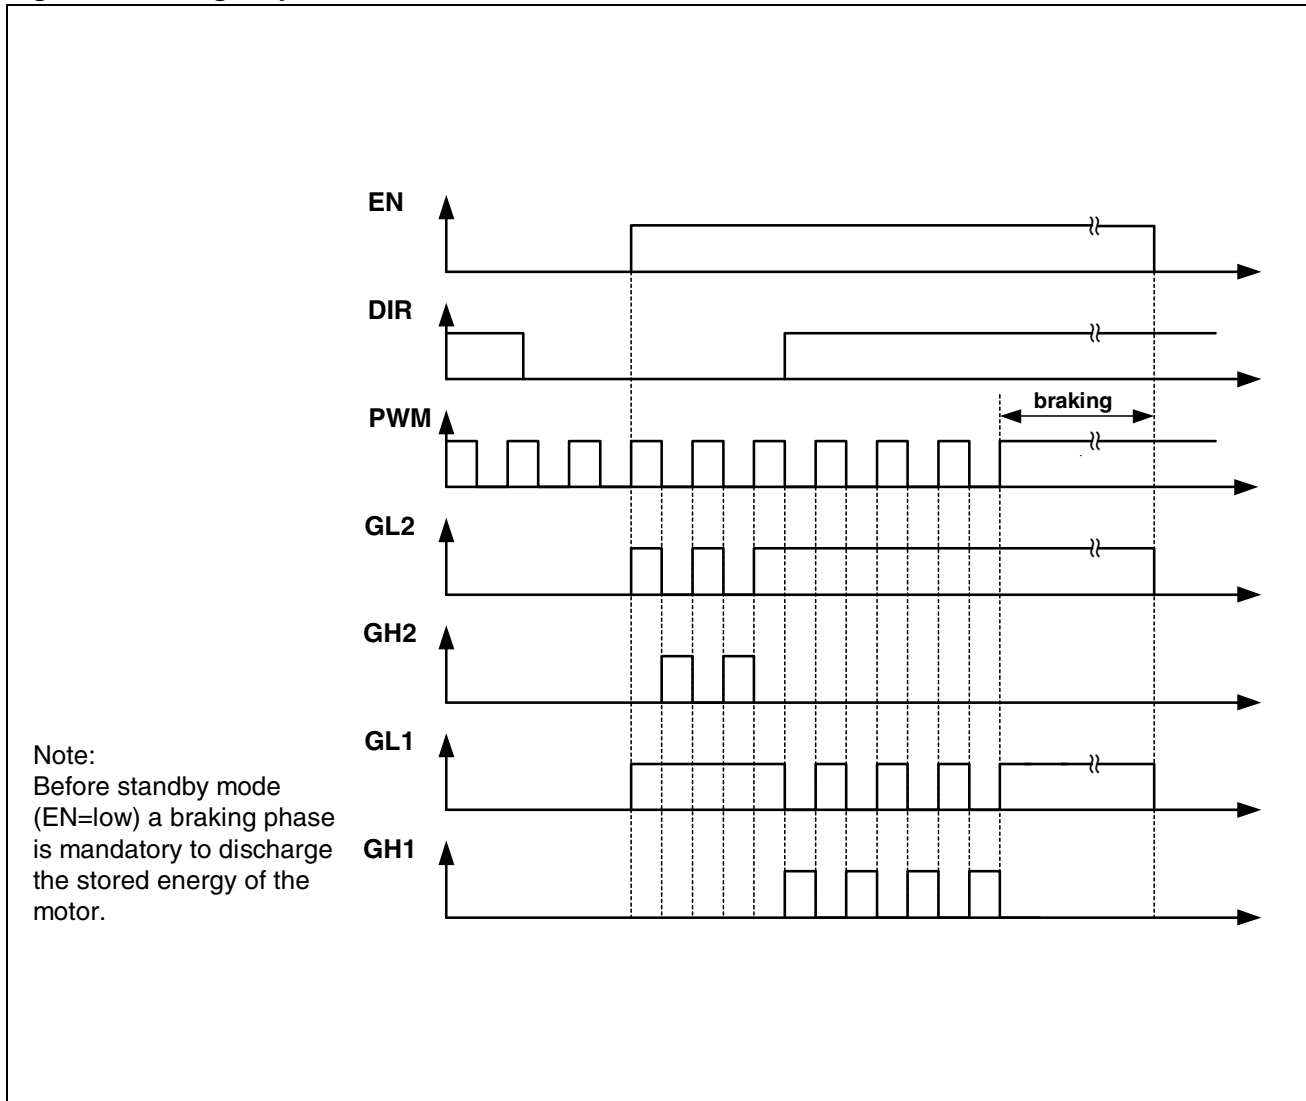 EN
DIR
PWM
braking
GL2
GH2
GL1
GH1
Note:
Before standby mode
(EN=low) a braking phase
is mandatory to discharge
the stored energy of the
motor.